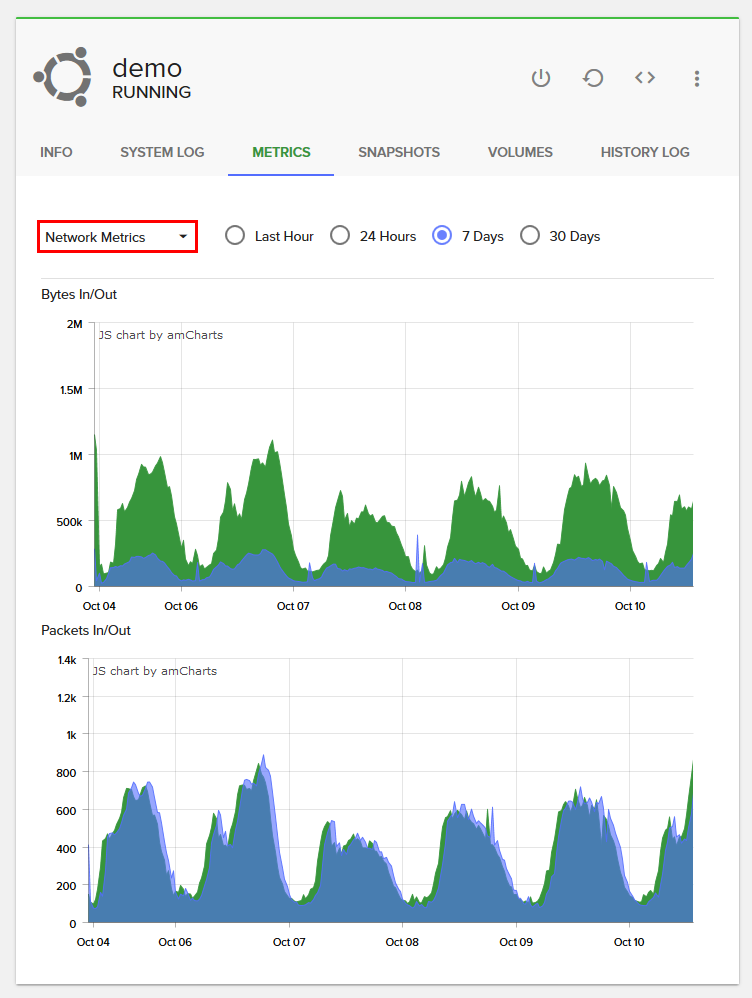 demo
RUNNING
INFO SYSTEM LOG METRICS SNAPSHOTS VOLUMES HISTORY LOG
Network Metrics Last Hour 24 Hours 7 Days 30 Days
Bytes In/Out
2M
JS chart by amCharts
1.5M
1M
500k
0
Oct 04 Oct 06 Oct 07 Oct 08 Oct 09 Oct 10
Packets In/Out
1.4k
JS chart by amCharts
1.2k
1k
800
600
400
200
0
Oct 04 Oct 06 Oct 07 Oct 08 Oct 09 Oct 10